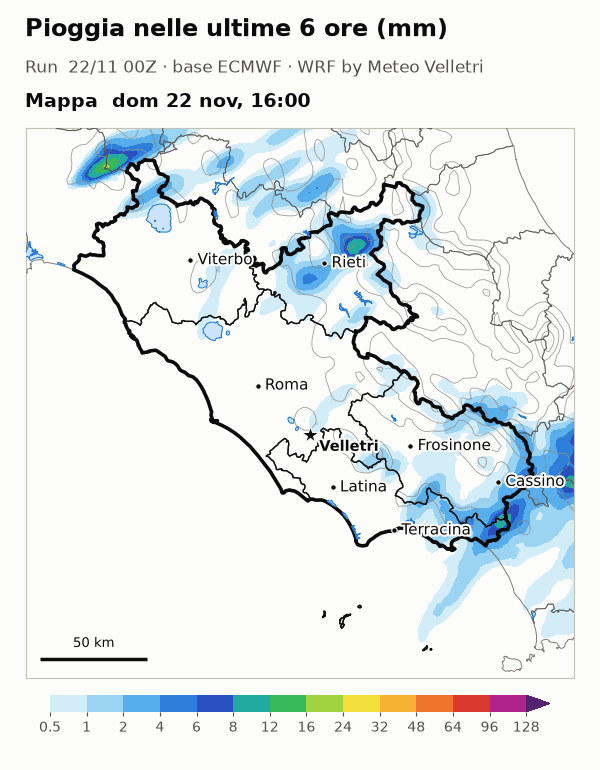 Pioggia nelle ultime 6 ore (mm)
Run 22/11 00Z · base ECMWF · WRF by Meteo Velletri
Mappa dom 22 nov, 16:00
Viterbo
Rieti
Roma
Velletri
Frosinone
Latina
Cassino
Terracina
50 km
0.5 1 2 4 6 8 12 16 24 32 48 64 96 128